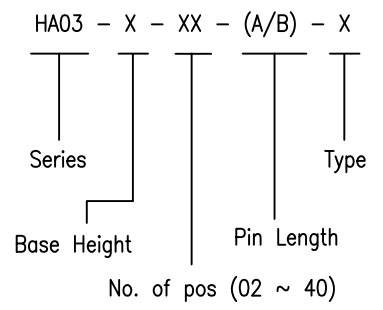 HA03 - X - XX - (A/B) - X
Series
Type
Base Height
Pin Length
No. of pos (02 ~ 40)